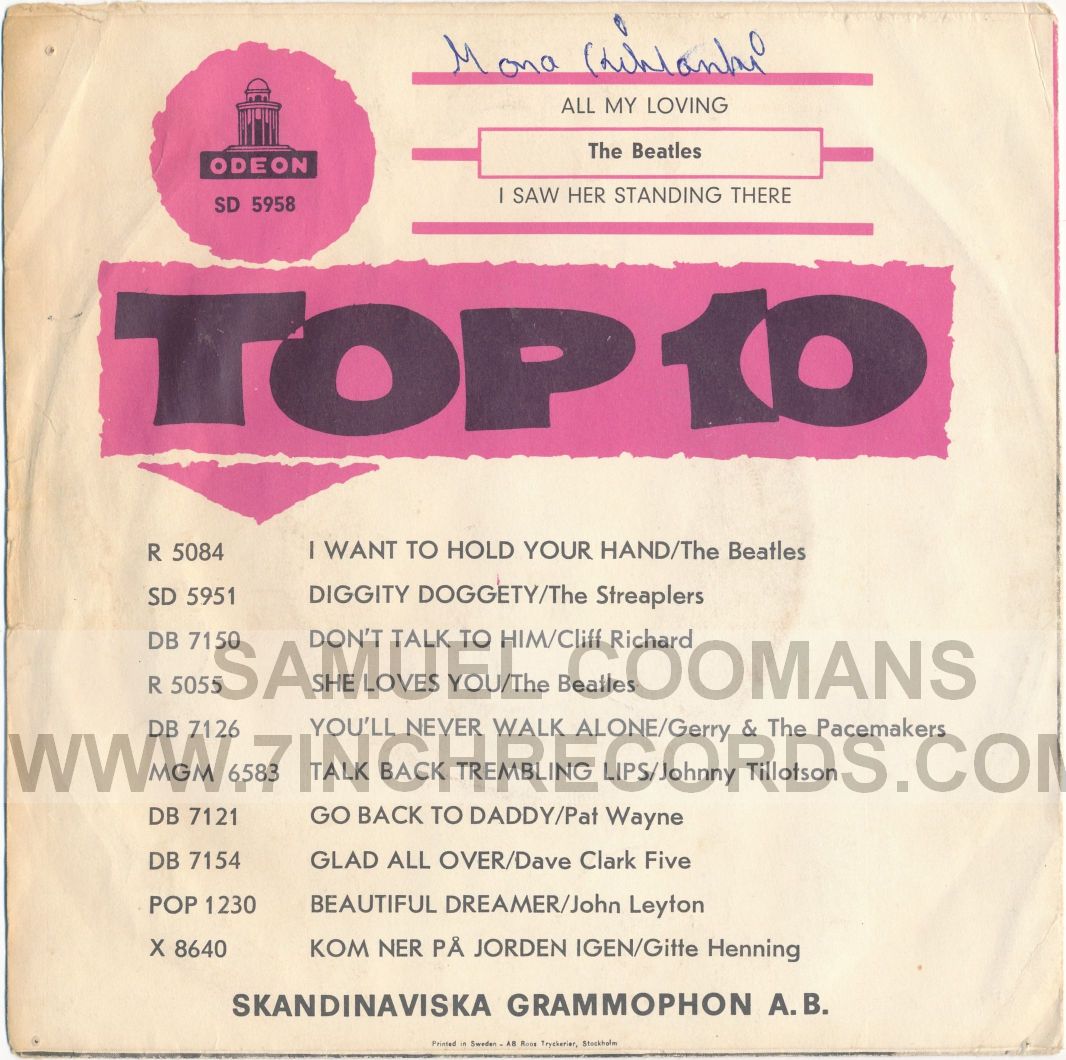 Mona
ALL MY LOVING
The Beatles
I SAW HER STANDING THERE
ODEON
SD 5958
TOP 10
R 5084 I WANT TO HOLD YOUR HAND/The Beatles
SD 5951 DIGGITY DOGGETY/The Streaplers
DB 7150 DON'T TALK TO HIM/Cliff Richard
R 5055 SHE LOVES YOU/The Beatles
SAMUEL COOMANS
DB 7126 YOU'LL NEVER WALK ALONE/Gerry & The Pacemakers
WWW.7INCHRECORDS.COM
MGM 6583 TALK BACK TREMBLING LIPS/Johnny Tillotson
DB 7121 GO BACK TO DADDY/Pat Wayne
DB 7154 GLAD ALL OVER/Dave Clark Five
POP 1230 BEAUTIFUL DREAMER/John Leyton
X 8640 KOM NER PÅ JORDEN IGEN/Gitte Henning
SKANDINAVISKA GRAMMOPHON A.B.
Printed in Sweden - AB Roos Tryckerier, Stockholm